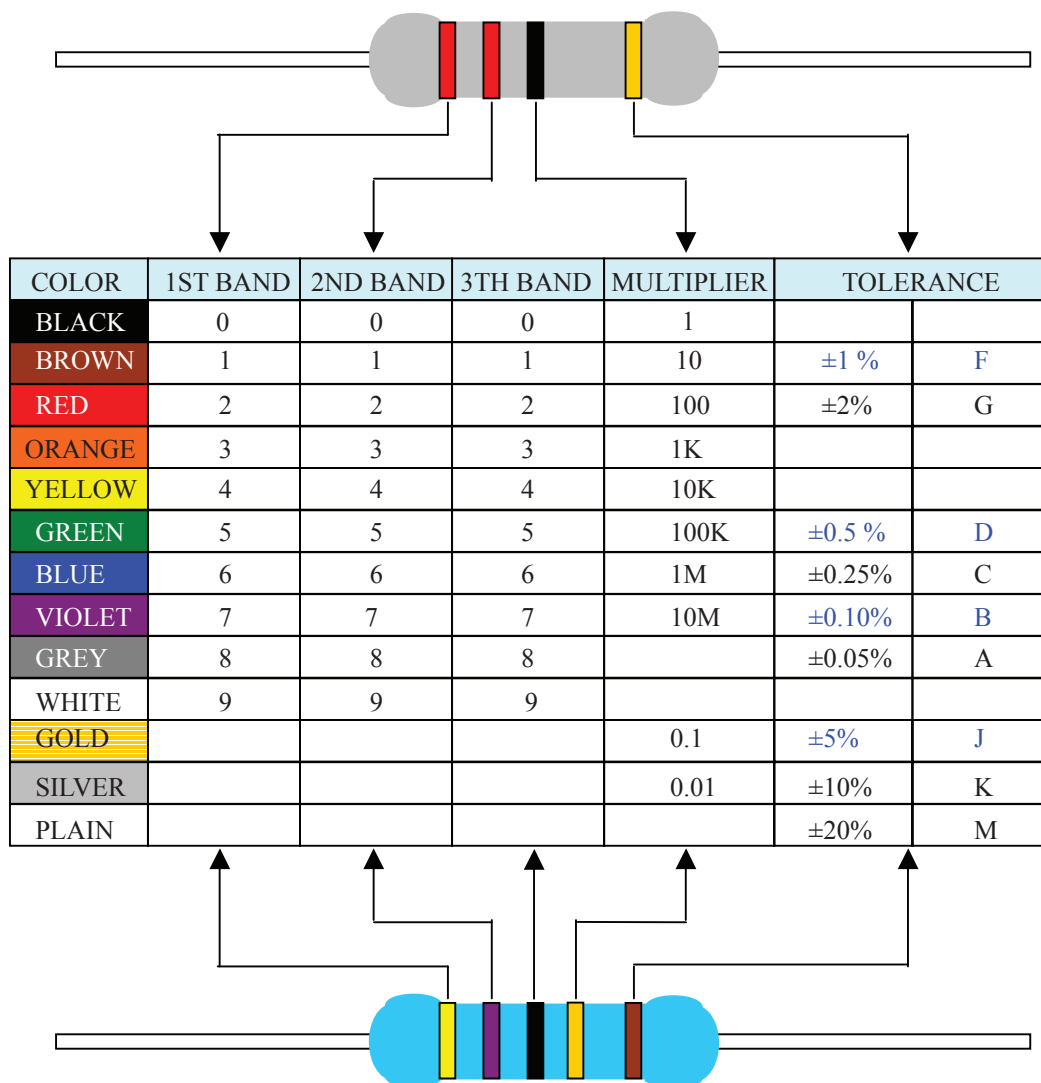 COLOR 1ST BAND 2ND BAND 3TH BAND MULTIPLIER TOLERANCE
BLACK 0 0 0 1
BROWN 1 1 1 10 ±1 % F
RED 2 2 2 100 ±2% G
ORANGE 3 3 3 1K
YELLOW 4 4 4 10K
GREEN 5 5 5 100K ±0.5 % D
BLUE 6 6 6 1M ±0.25% C
VIOLET 7 7 7 10M ±0.10% B
GREY 8 8 8 ±0.05% A
WHITE 9 9 9
GOLD 0.1 ±5% J
SILVER 0.01 ±10% K
PLAIN ±20% M